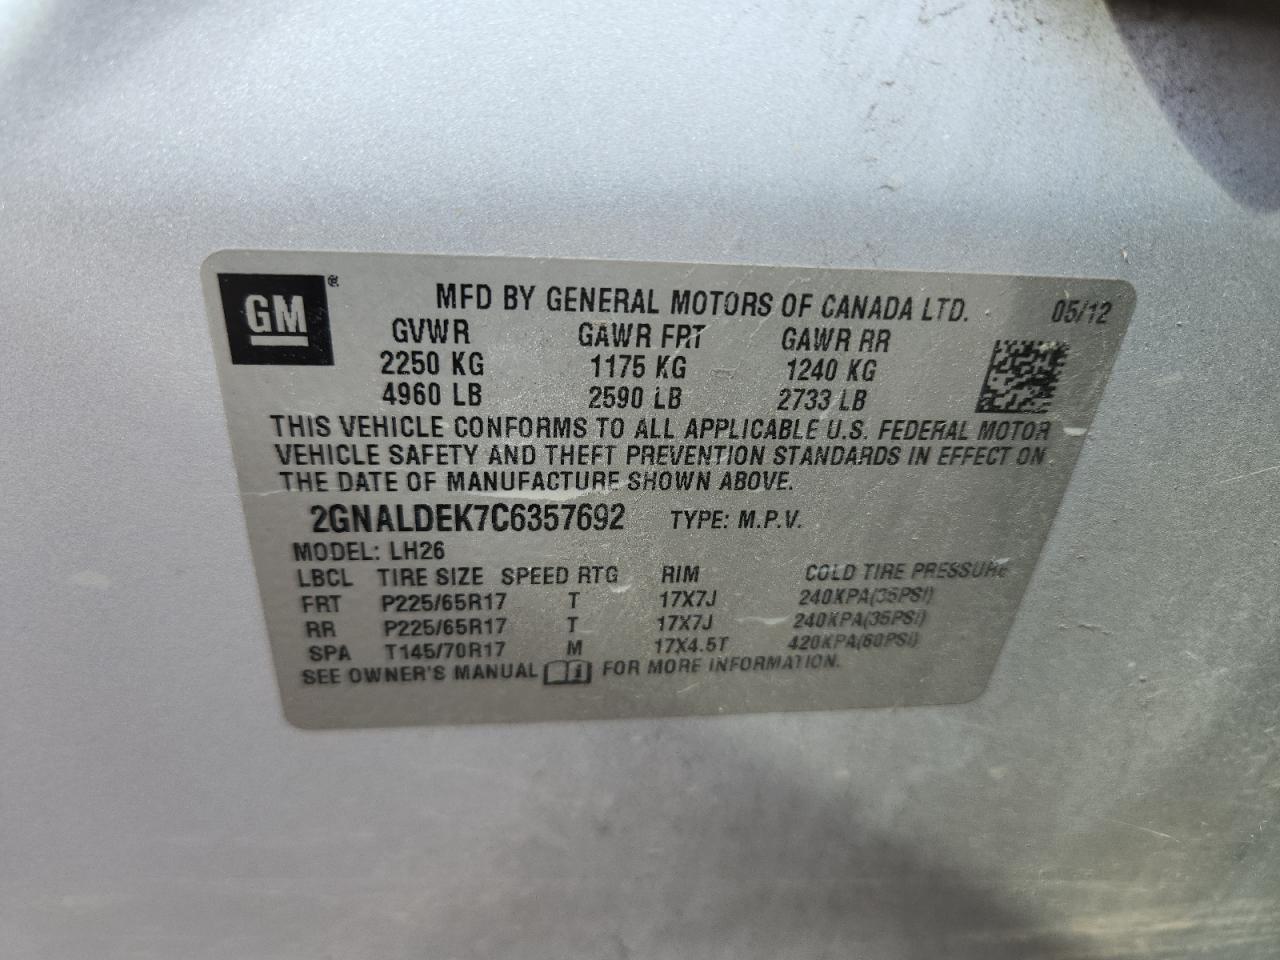 GM ®
MFD BY GENERAL MOTORS OF CANADA LTD. 05/12
GVWR GAWR FRT GAWR RR
2250 KG 1175 KG 1240 KG
4960 LB 2590 LB 2733 LB
THIS VEHICLE CONFORMS TO ALL APPLICABLE U.S. FEDERAL MOTOR
VEHICLE SAFETY AND THEFT PREVENTION STANDARDS IN EFFECT ON
THE DATE OF MANUFACTURE SHOWN ABOVE.
2GNALDEK7C6357692 TYPE: M.P.V.
MODEL: LH26
LBCL TIRE SIZE SPEED RTG RIM COLD TIRE PRESSURE
FRT P225/65R17 T 17X7J 240KPA(35PSI)
RR P225/65R17 T 17X7J 240KPA(35PSI)
SPA T145/70R17 M 17X4.5T 420KPA(60PSI)
SEE OWNER'S MANUAL FOR MORE INFORMATION.